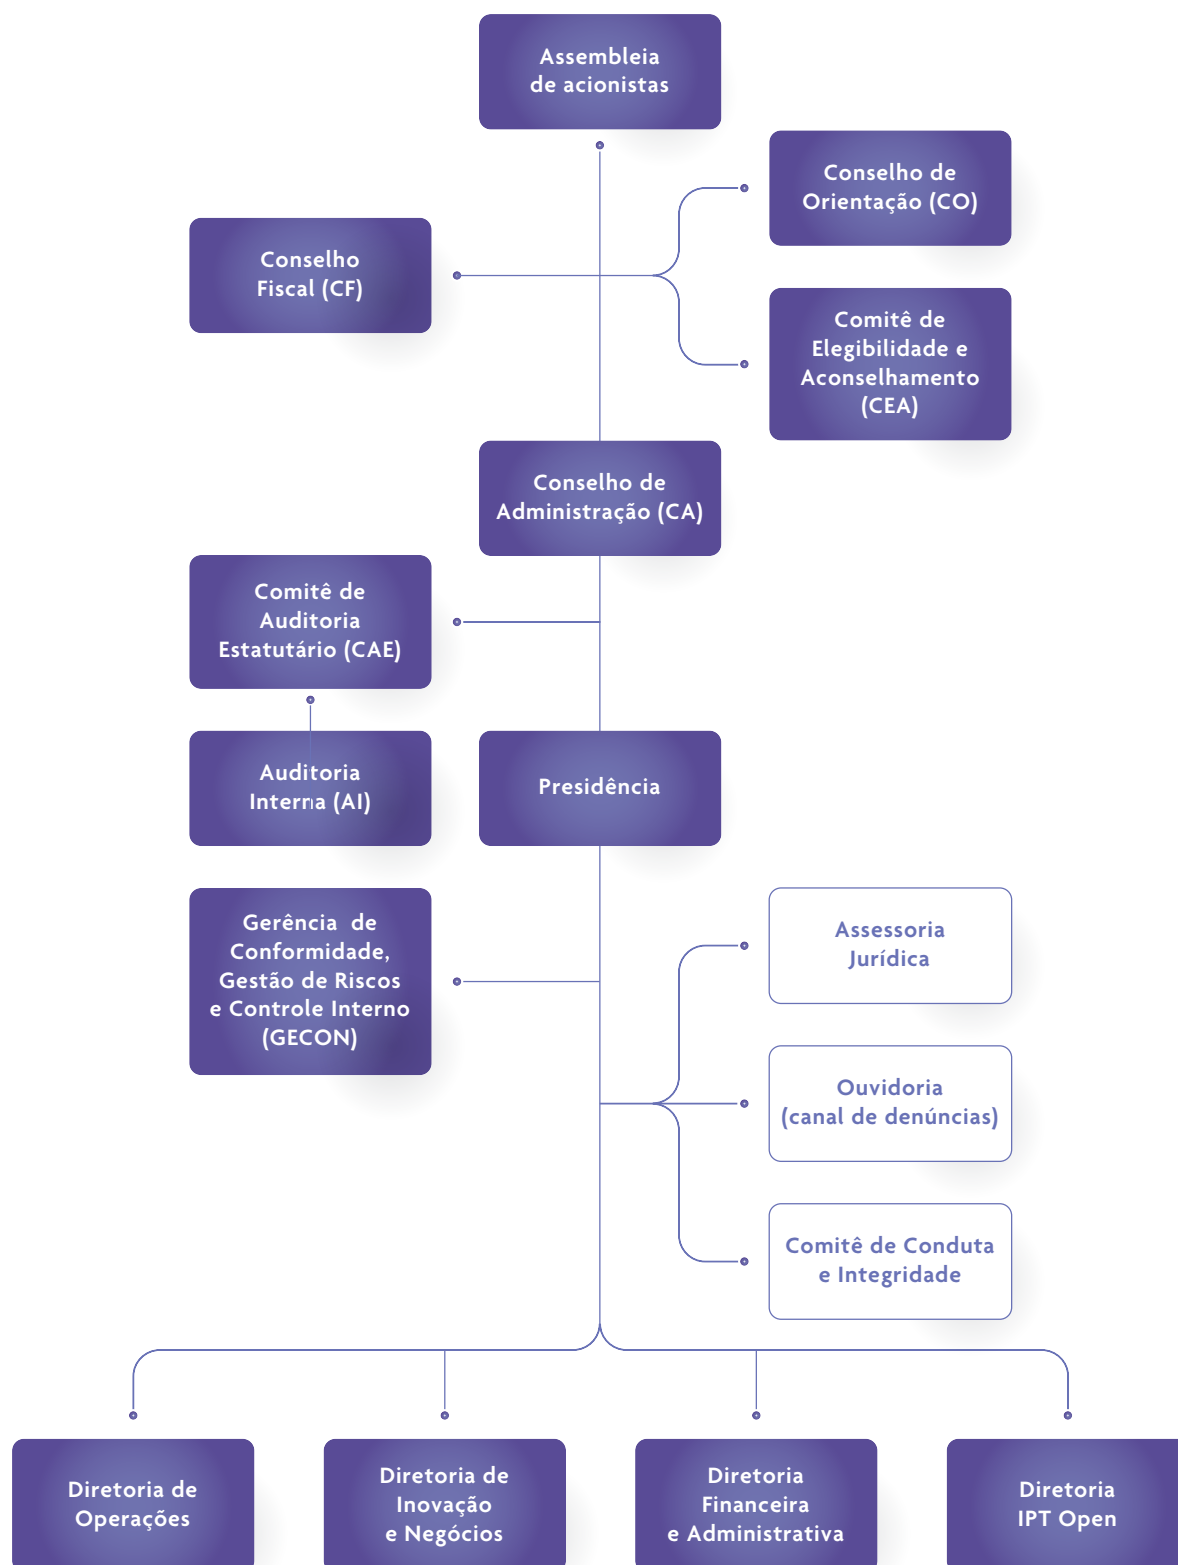 Assembleia
de acionistas
Conselho de
Orientação (CO)
Conselho
Fiscal (CF)
Comitê de
Elegibilidade e
Aconselhamento
(CEA)
Conselho de
Administração (CA)
Comitê de
Auditoria
Estatutário (CAE)
Auditoria
Interna (AI)
Presidência
Gerência de
Conformidade,
Gestão de Riscos
e Controle Interno
(GECON)
Assessoria
Jurídica
Ouvidoria
(canal de denúncias)
Comitê de Conduta
e Integridade
Diretoria de
Operações
Diretoria de
Inovação
e Negócios
Diretoria
Financeira
e Administrativa
Diretoria
IPT Open